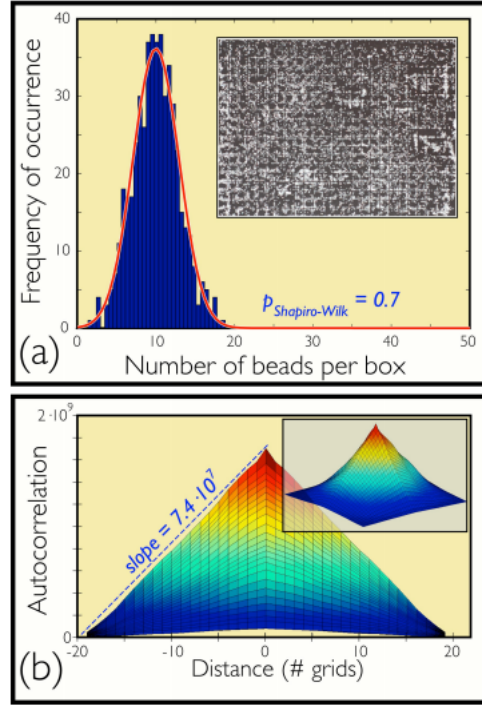 40
30
20
10
0
Frequency of occurrence
p Shapiro-Wilk = 0.7
(a)
0 10 20 30 40 50
Number of beads per box
2·10⁹
Autocorrelation
slope = 7.4·10⁷
0
(b)
-20 -10 0 10 20
Distance (# grids)